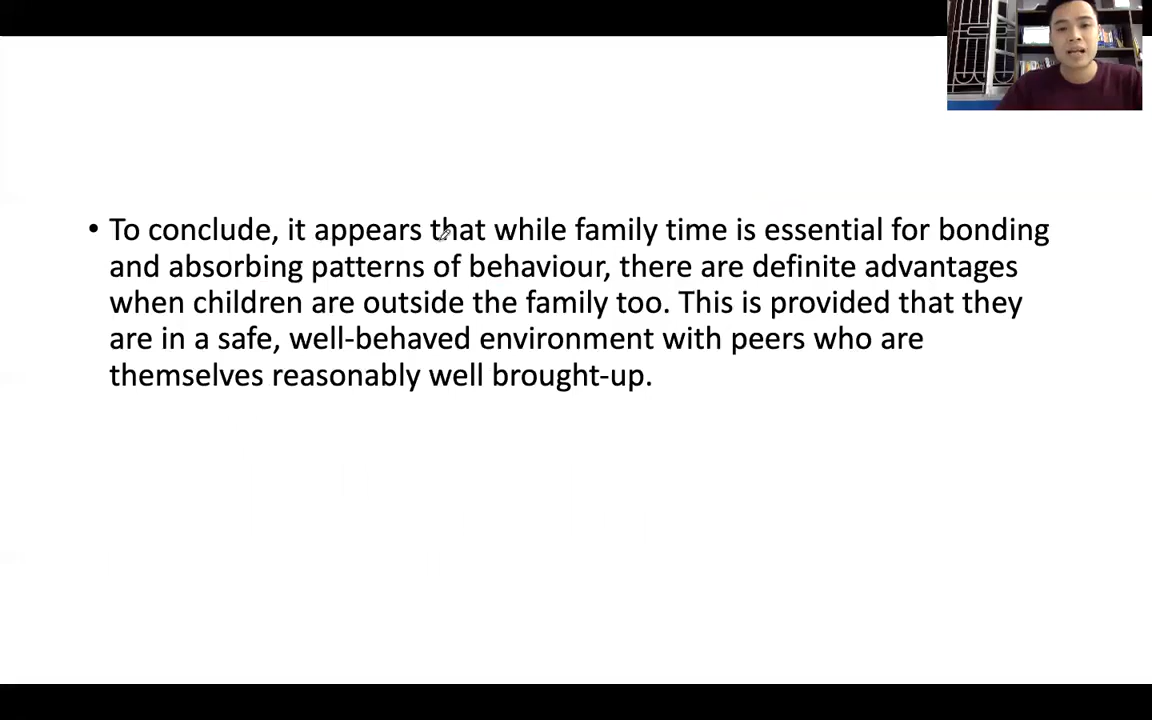 • To conclude, it appears that while family time is essential for bonding
and absorbing patterns of behaviour, there are definite advantages
when children are outside the family too. This is provided that they
are in a safe, well-behaved environment with peers who are
themselves reasonably well brought-up.